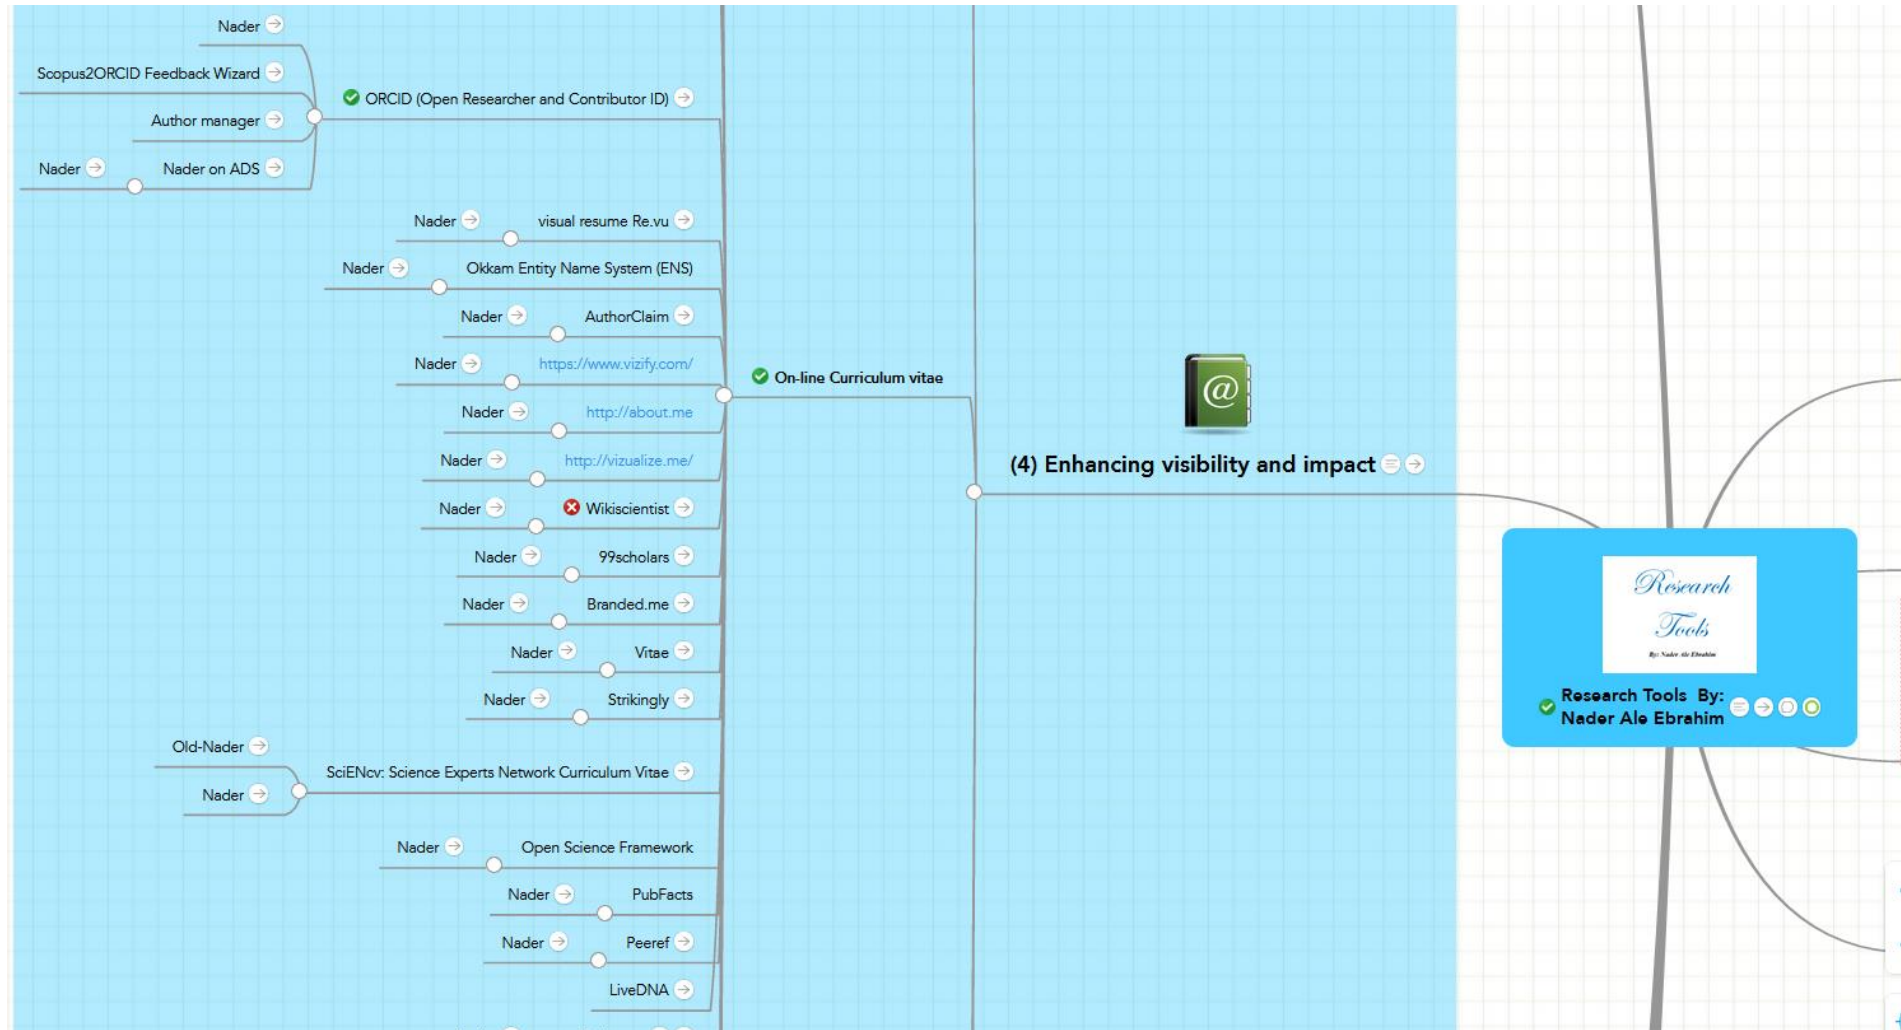 Nader
Scopus2ORCID Feedback Wizard
ORCID (Open Researcher and Contributor ID)
Author manager
Nader Nader on ADS
Nader visual resume Re.vu
Nader Okkam Entity Name System (ENS)
Nader AuthorClaim
Nader https://www.vizify.com/
On-line Curriculum vitae
Nader http://about.me
Nader http://vizualize.me/
(4) Enhancing visibility and impact
Nader Wikiscientist
Nader 99scholars
Nader Branded.me
Nader Vitae
Nader Strikingly
Old-Nader
SciENcv: Science Experts Network Curriculum Vitae
Nader
Nader Open Science Framework
Nader PubFacts
Nader Peeref
LiveDNA
@
Research
Tools
By: Nader Ale Ebrahim
Research Tools By:
Nader Ale Ebrahim